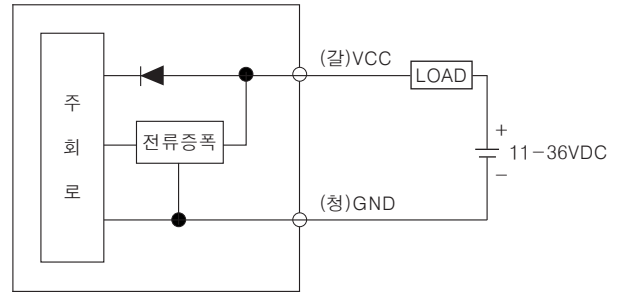 (갈)VCC
LOAD
주
회
로
전류증폭
+
11-36VDC
-
(청)GND